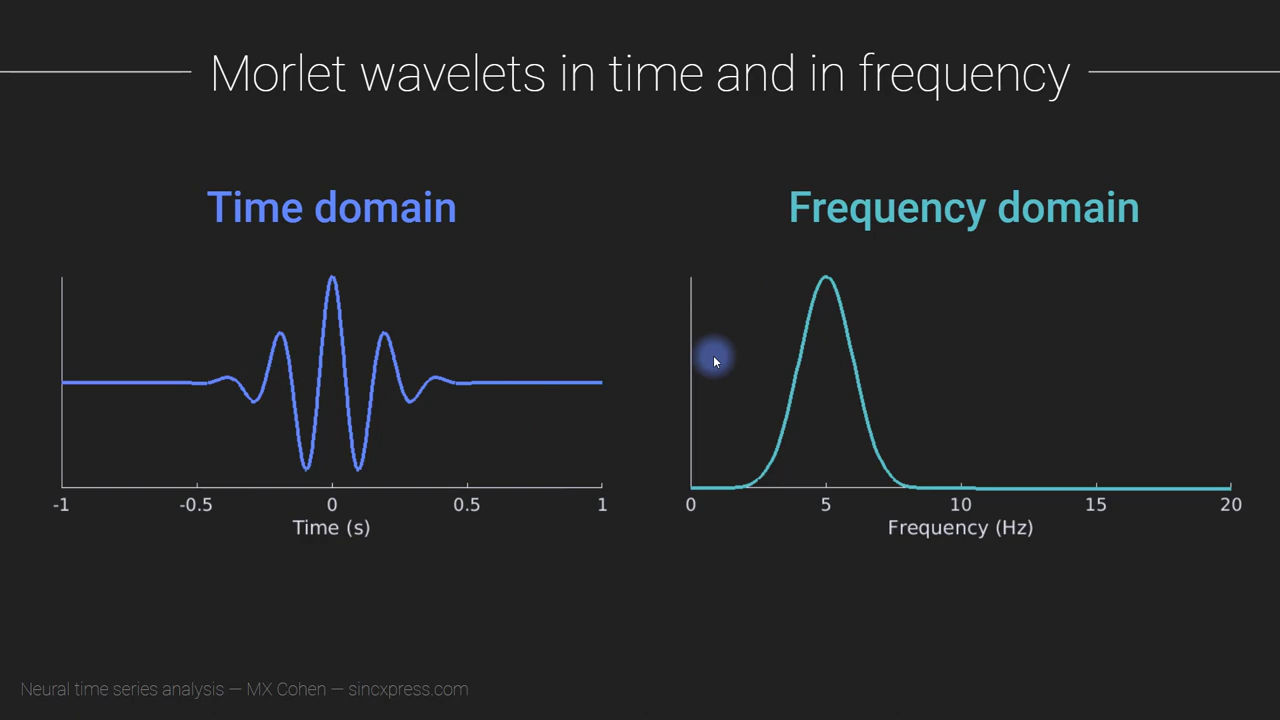 Morlet wavelets in time and in frequency
Time domain
Frequency domain
-1 -0.5 0 0.5 1
Time (s)
0 5 10 15 20
Frequency (Hz)
Neural time series analysis — MX Cohen — sincxpress.com